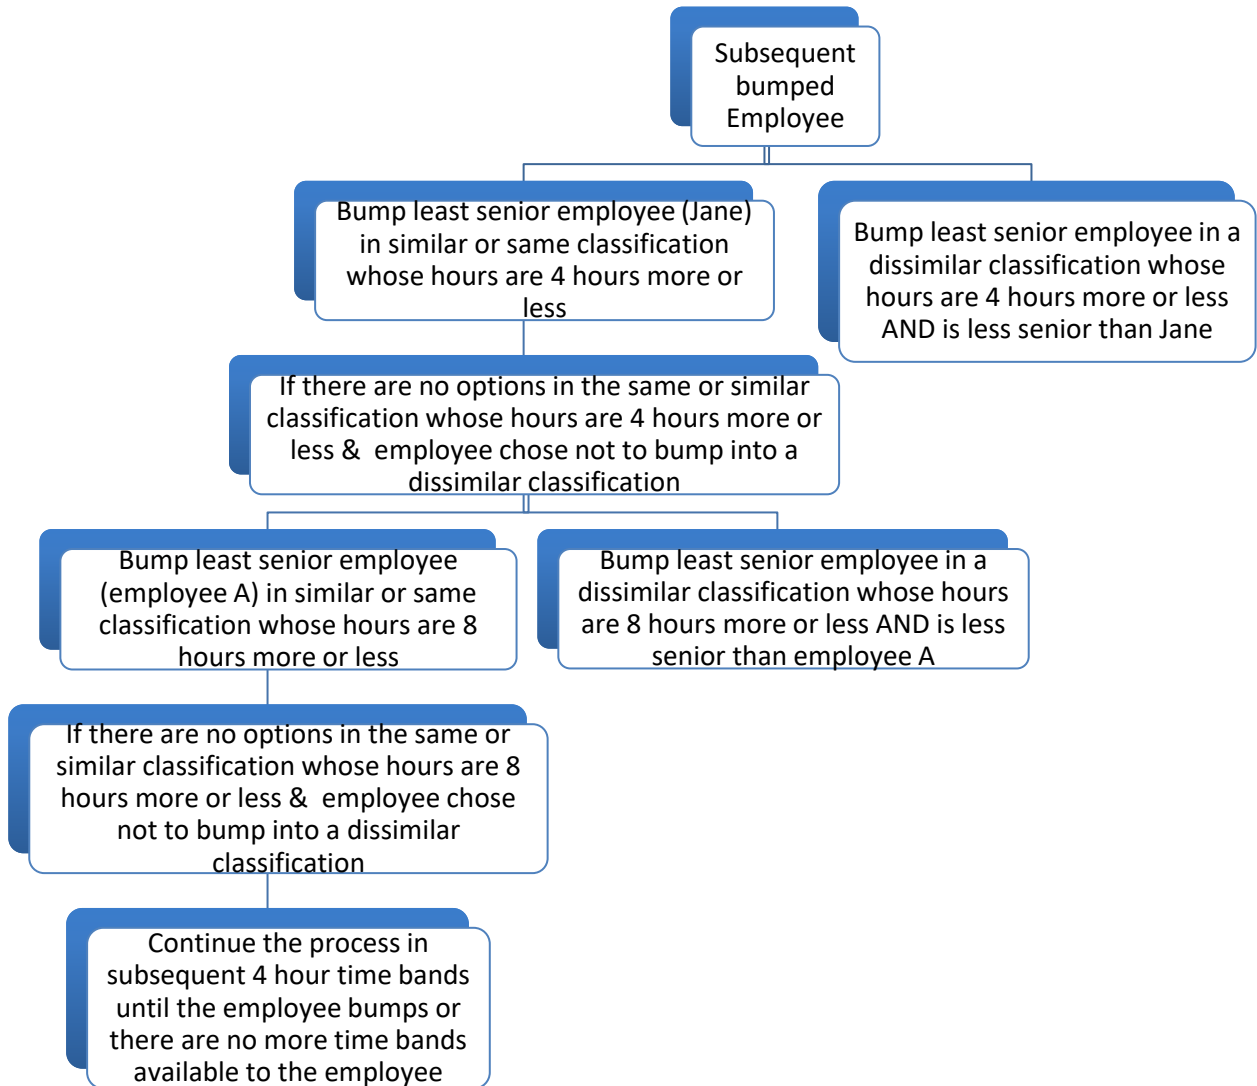 Subsequent
bumped
Employee
Bump least senior employee (Jane)
in similar or same classification
whose hours are 4 hours more or
less
Bump least senior employee in a
dissimilar classification whose
hours are 4 hours more or less
AND is less senior than Jane
If there are no options in the same or similar
classification whose hours are 4 hours more or
less &  employee chose not to bump into a
dissimilar classification
Bump least senior employee
(employee A) in similar or same
classification whose hours are 8
hours more or less
Bump least senior employee in a
dissimilar classification whose hours
are 8 hours more or less AND is less
senior than employee A
If there are no options in the same or
similar classification whose hours are 8
hours more or less &  employee chose
not to bump into a dissimilar
classification
Continue the process in
subsequent 4 hour time bands
until the employee bumps or
there are no more time bands
available to the employee